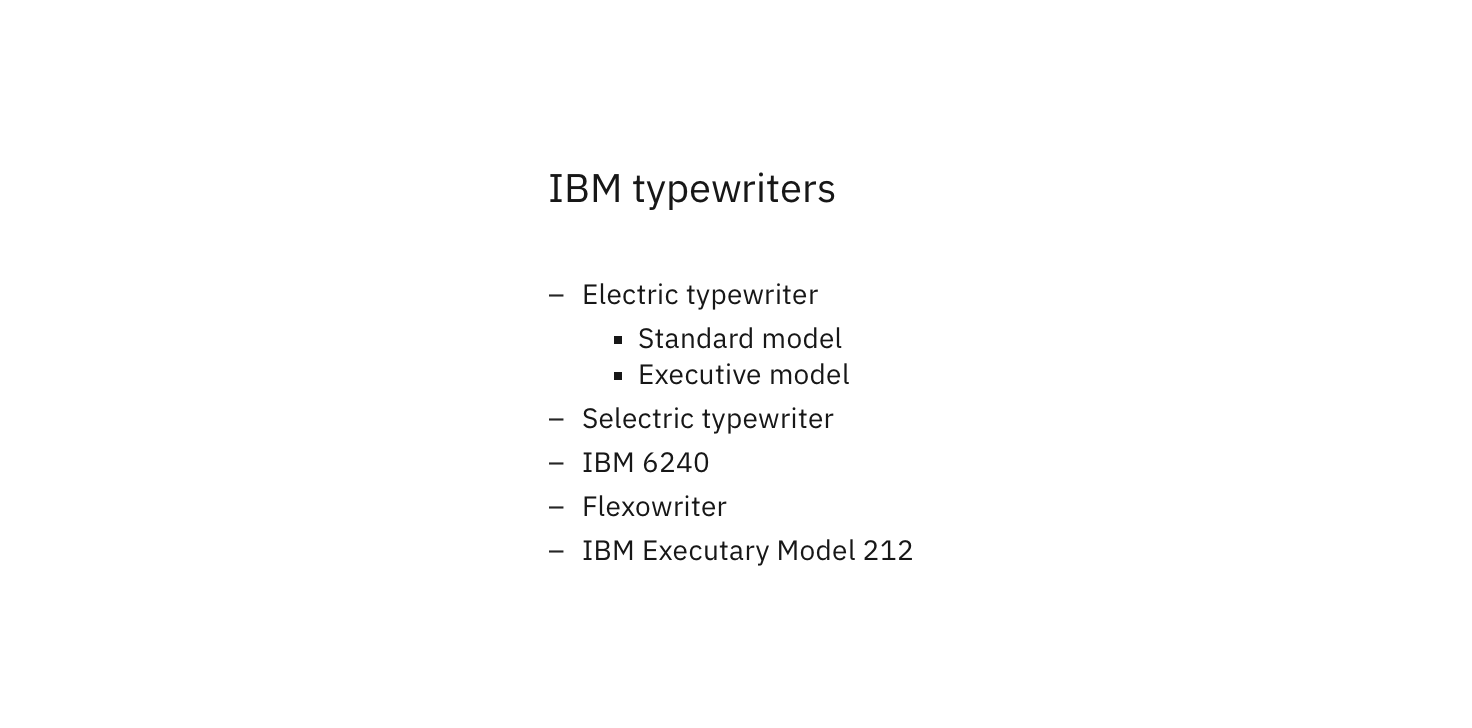 IBM typewriters
– Electric typewriter
▪ Standard model
▪ Executive model
– Selectric typewriter
– IBM 6240
– Flexowriter
– IBM Executary Model 212